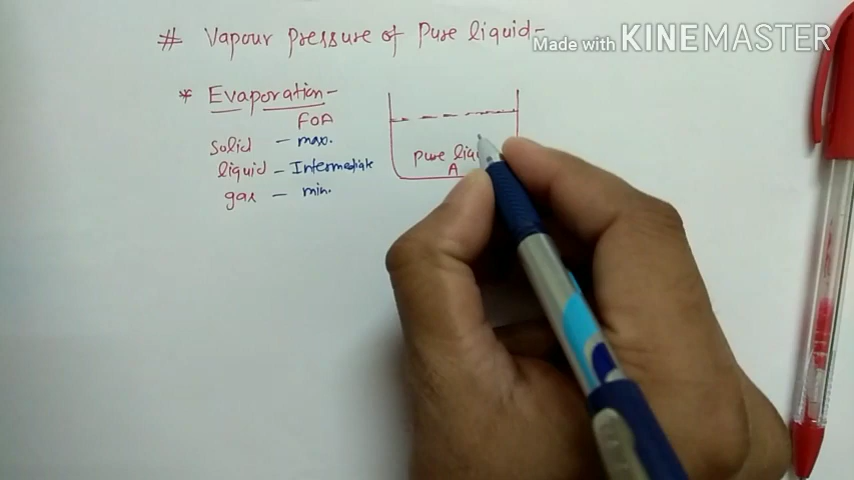 # Vapour Pressure of Pure liquid-
Made with KINEMASTER
* Evaporation-
FOA
solid - max.
liquid - Intermediate
gas - min.
pure liq
A